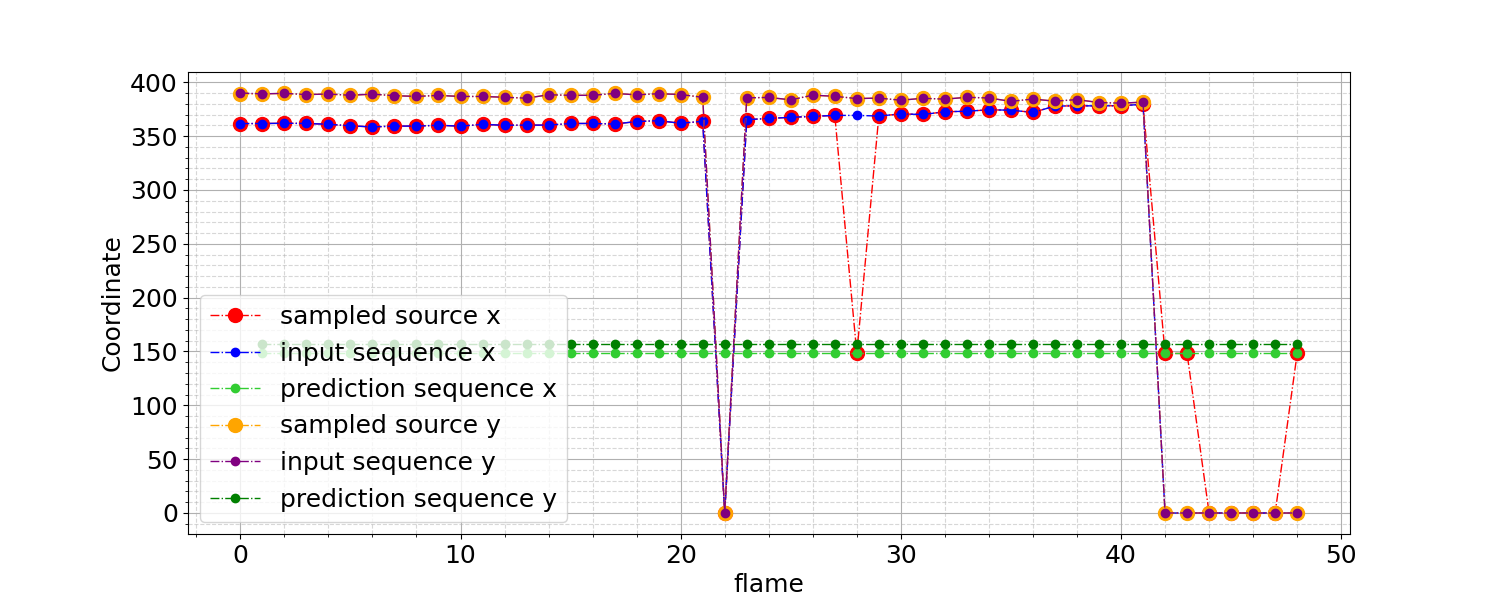 400
350
300
250
200
150
100
50
0
Coordinate
sampled source x
input sequence x
prediction sequence x
sampled source y
input sequence y
prediction sequence y
0 10 20 30 40 50
flame